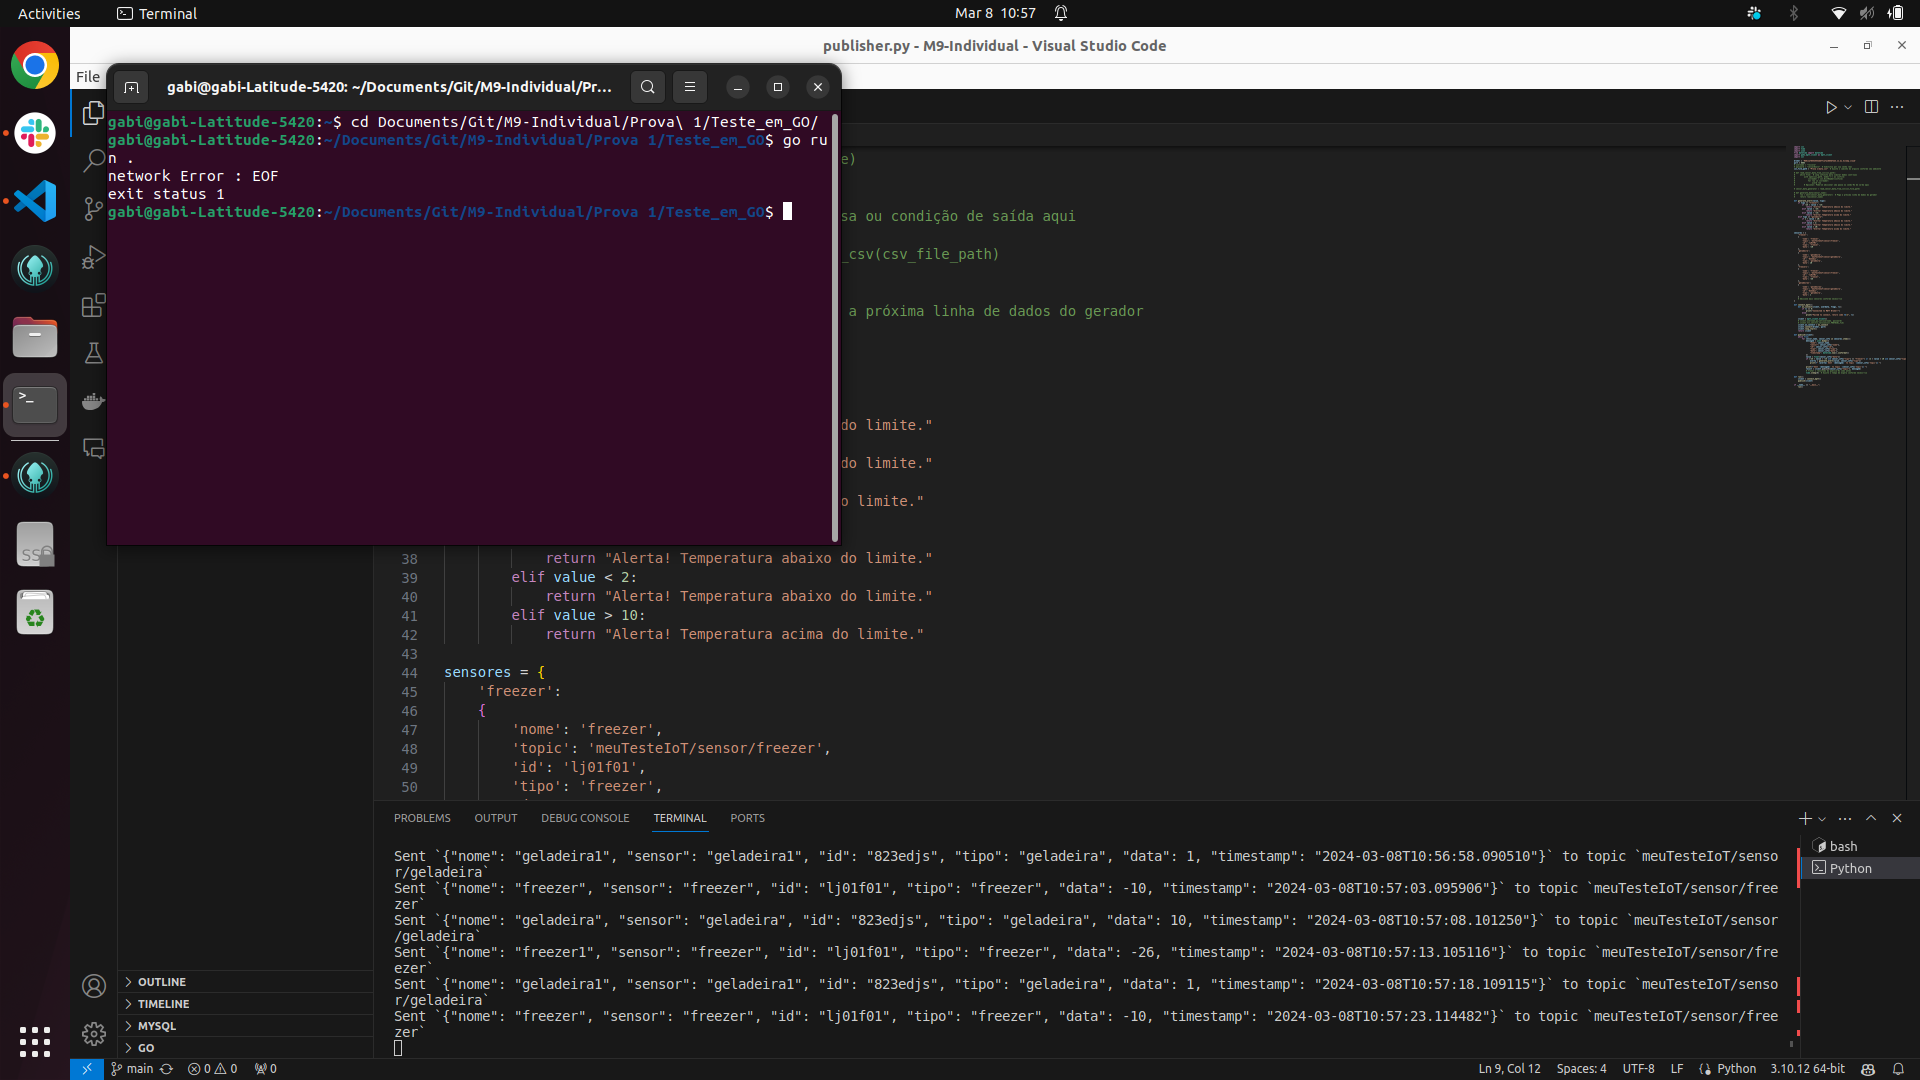 Activities
Terminal
Mar 8 10:57
publisher.py - M9-Individual - Visual Studio Code
File
gabi@gabi-Latitude-5420: ~/Documents/Git/M9-Individual/Pr...
gabi@gabi-Latitude-5420:~$ cd Documents/Git/M9-Individual/Prova\ 1/Teste_em_GO/
gabi@gabi-Latitude-5420:~/Documents/Git/M9-Individual/Prova 1/Teste_em_GO$ go ru
n .
network Error : EOF
exit status 1
gabi@gabi-Latitude-5420:~/Documents/Git/M9-Individual/Prova 1/Teste_em_GO$
e)
sa ou condição de saída aqui
_csv(csv_file_path)
a próxima linha de dados do gerador
do limite."
do limite."
o limite."
38 return "Alerta! Temperatura abaixo do limite."
39 elif value < 2:
40 return "Alerta! Temperatura abaixo do limite."
41 elif value > 10:
42 return "Alerta! Temperatura acima do limite."
43
44 sensores = {
45 'freezer':
46 {
47 'nome': 'freezer',
48 'topic': 'meuTesteIoT/sensor/freezer',
49 'id': 'lj01f01',
50 'tipo': 'freezer',
PROBLEMS OUTPUT DEBUG CONSOLE TERMINAL PORTS
Sent `{"nome": "geladeira1", "sensor": "geladeira1", "id": "823edjs", "tipo": "geladeira", "data": 1, "timestamp": "2024-03-08T10:56:58.090510"}` to topic `meuTesteIoT/senso
r/geladeira`
Sent `{"nome": "freezer", "sensor": "freezer", "id": "lj01f01", "tipo": "freezer", "data": -10, "timestamp": "2024-03-08T10:57:03.095906"}` to topic `meuTesteIoT/sensor/free
zer`
Sent `{"nome": "geladeira", "sensor": "geladeira", "id": "823edjs", "tipo": "geladeira", "data": 10, "timestamp": "2024-03-08T10:57:08.101250"}` to topic `meuTesteIoT/sensor
/geladeira`
Sent `{"nome": "freezer1", "sensor": "freezer", "id": "lj01f01", "tipo": "freezer", "data": -26, "timestamp": "2024-03-08T10:57:13.105116"}` to topic `meuTesteIoT/sensor/fre
ezer`
Sent `{"nome": "geladeira1", "sensor": "geladeira1", "id": "823edjs", "tipo": "geladeira", "data": 1, "timestamp": "2024-03-08T10:57:18.109115"}` to topic `meuTesteIoT/senso
r/geladeira`
Sent `{"nome": "freezer", "sensor": "freezer", "id": "lj01f01", "tipo": "freezer", "data": -10, "timestamp": "2024-03-08T10:57:23.114482"}` to topic `meuTesteIoT/sensor/free
zer`
bash
Python
OUTLINE
TIMELINE
MYSQL
GO
SSD
main
0 0
0
Ln 9, Col 12
Spaces: 4
UTF-8
LF
Python
3.10.12 64-bit